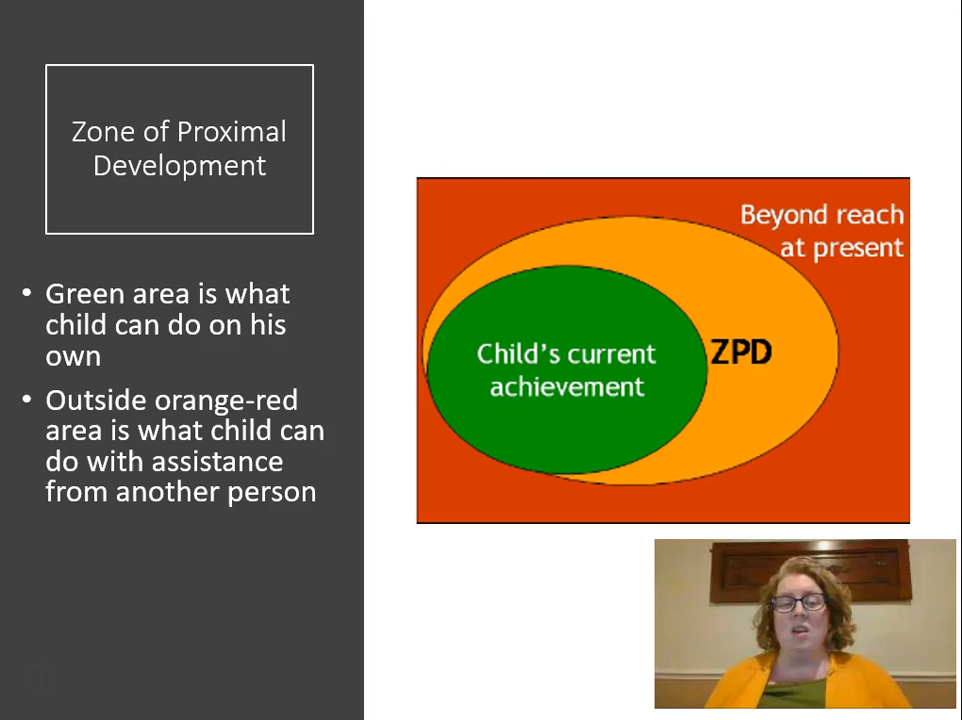 Zone of Proximal
Development
• Green area is what
child can do on his
own
• Outside orange-red
area is what child can
do with assistance
from another person
Beyond reach
at present
Child's current
achievement
ZPD